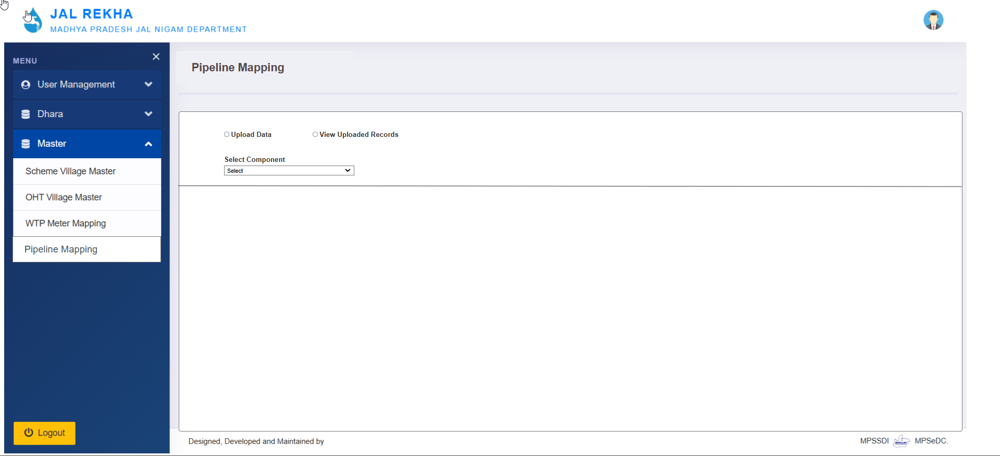 JAL REKHA
MADHYA PRADESH JAL NIGAM DEPARTMENT
MENU
User Management
Dhara
Master
Scheme Village Master
OHT Village Master
WTP Meter Mapping
Pipeline Mapping
Logout
Pipeline Mapping
Upload Data View Uploaded Records
Select Component
Select
Designed, Developed and Maintained by
MPSSDI MPSeDC.